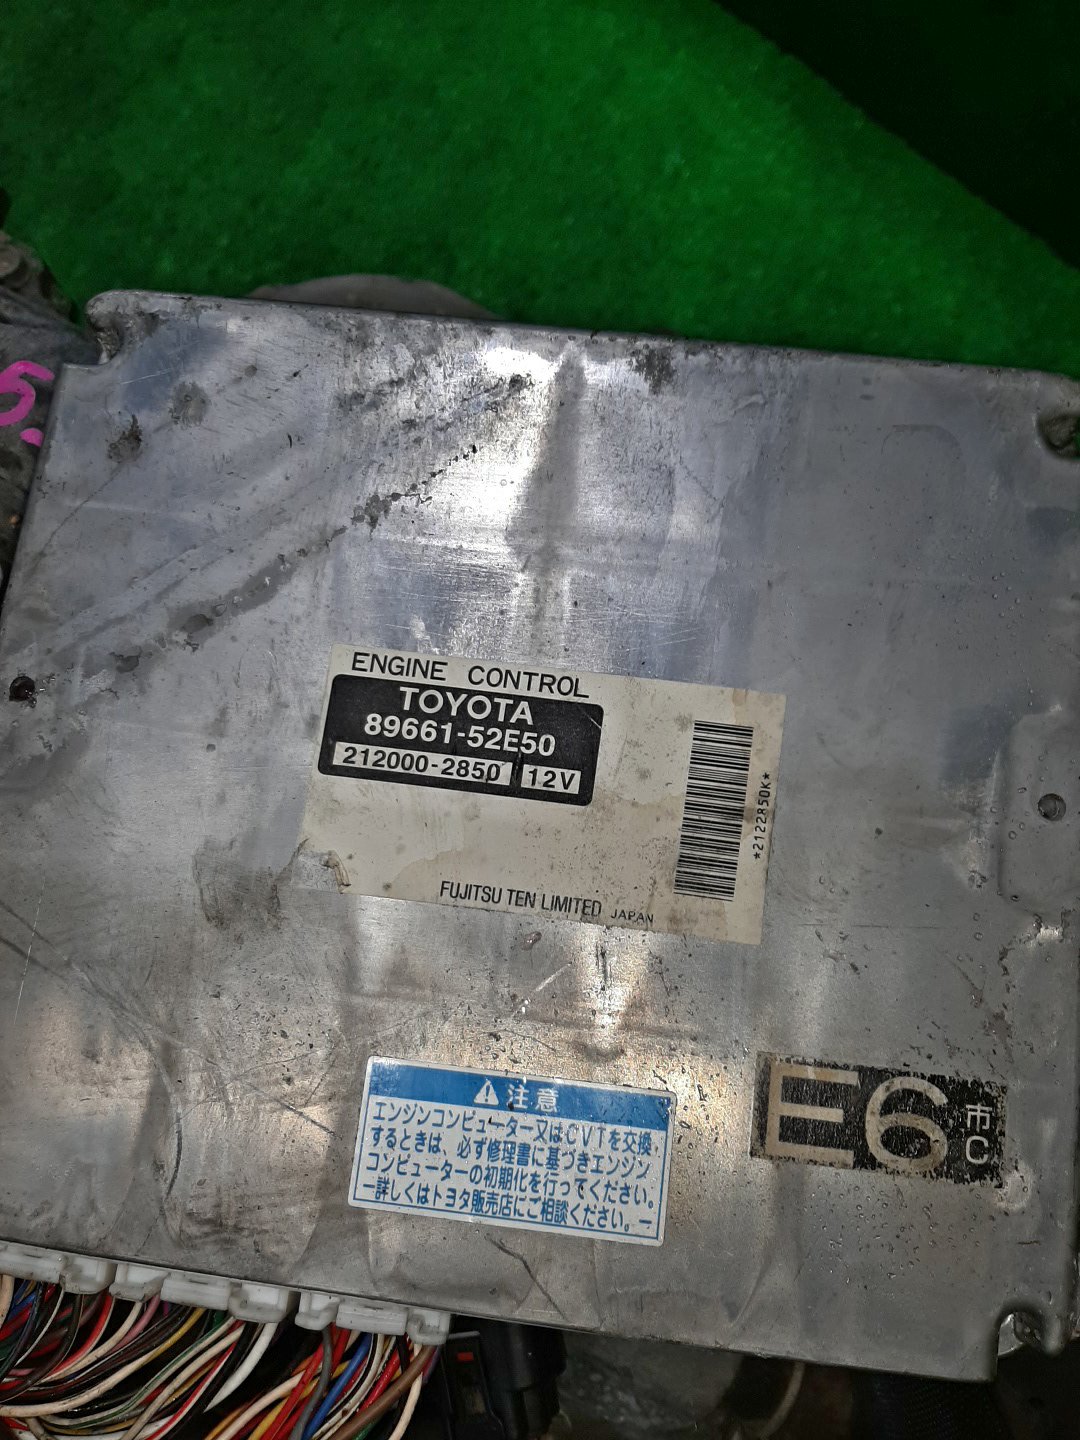 5.
ENGINE CONTROL
TOYOTA
89661-52E50
212000-2850 12V
*2122850K*
FUJITSU TEN LIMITED JAPAN
注意
エンジンコンピューター又はCVTを交換
するときは、必ず修理書に基づきエンジン
コンピューターの初期化を行ってください。
ー詳しくはトヨタ販売店にご相談ください。ー
E6 市C